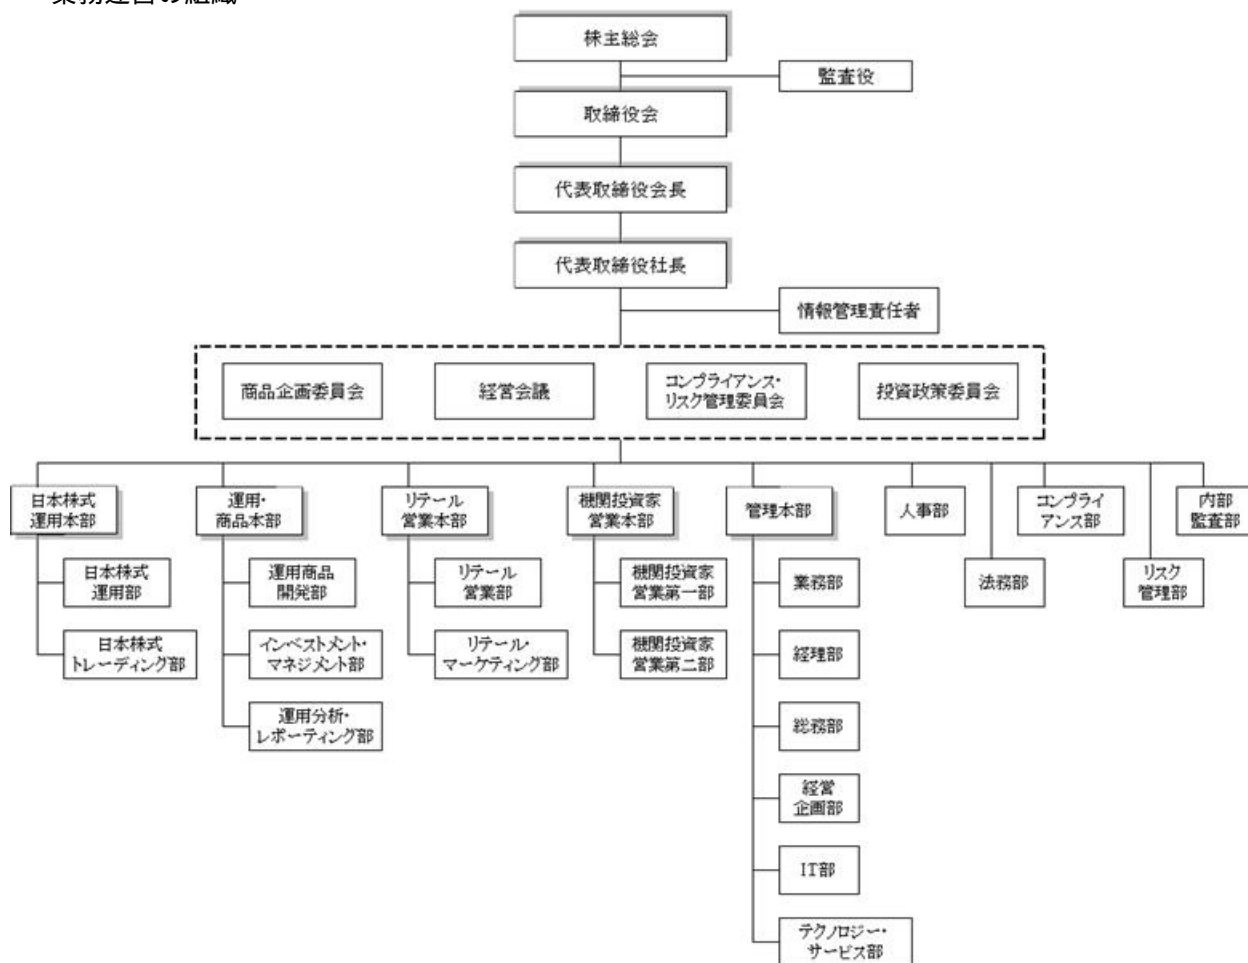 業務運営の組織
株主総会
監査役
取締役会
代表取締役会長
代表取締役社長
情報管理責任者
商品企画委員会
経営会議
コンプライアンス・
リスク管理委員会
投資政策委員会
日本株式
運用本部
運用・
商品本部
リテール
営業本部
機関投資家
営業本部
管理本部
人事部
コンプライ
アンス部
内部
監査部
日本株式
運用部
運用商品
開発部
リテール
営業部
機関投資家
営業第一部
業務部
法務部
リスク
管理部
日本株式
トレーディング部
インベストメント・
マネジメント部
リテール・
マーケティング部
機関投資家
営業第二部
経理部
運用分析・
レポーティング部
総務部
経営
企画部
IT部
テクノロジー・
サービス部